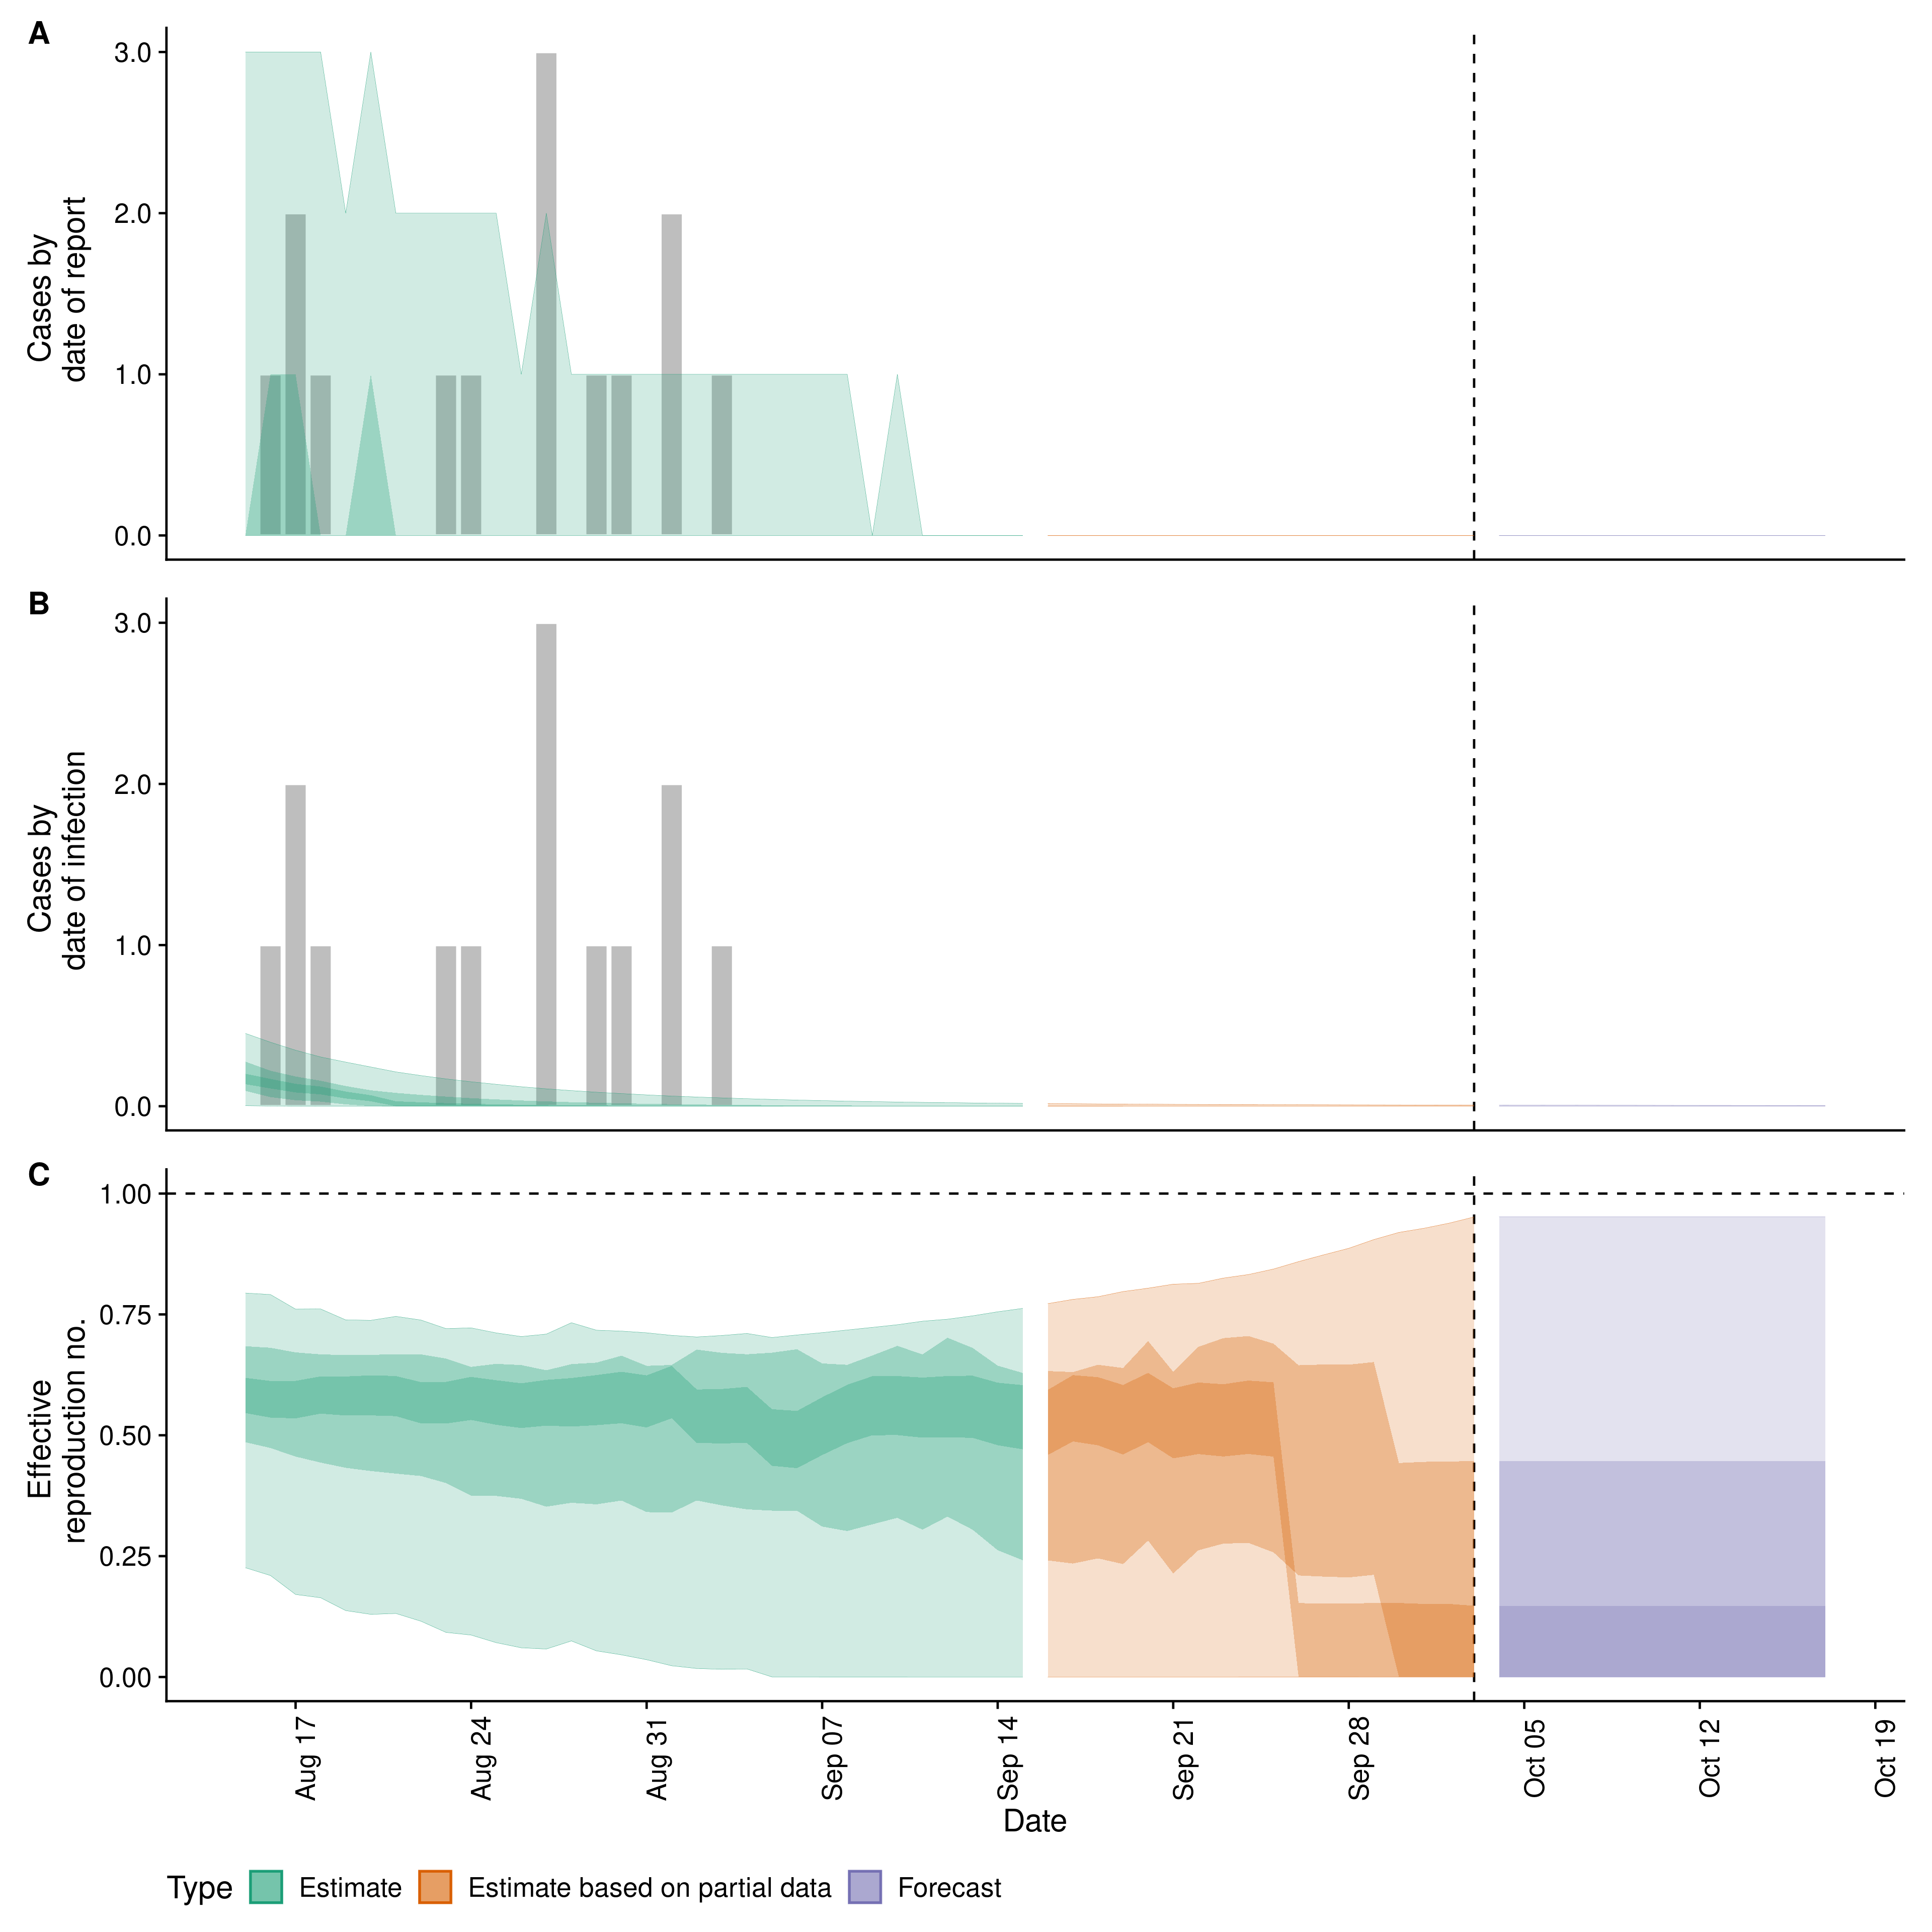 A
3.0
2.0
1.0
0.0
Cases by
date of report
B
3.0
2.0
1.0
0.0
Cases by
date of infection
C
1.00
0.75
0.50
0.25
0.00
Effective
reproduction no.
Aug 17
Aug 24
Aug 31
Sep 07
Sep 14
Sep 21
Sep 28
Oct 05
Oct 12
Oct 19
Date
Type Estimate Estimate based on partial data Forecast